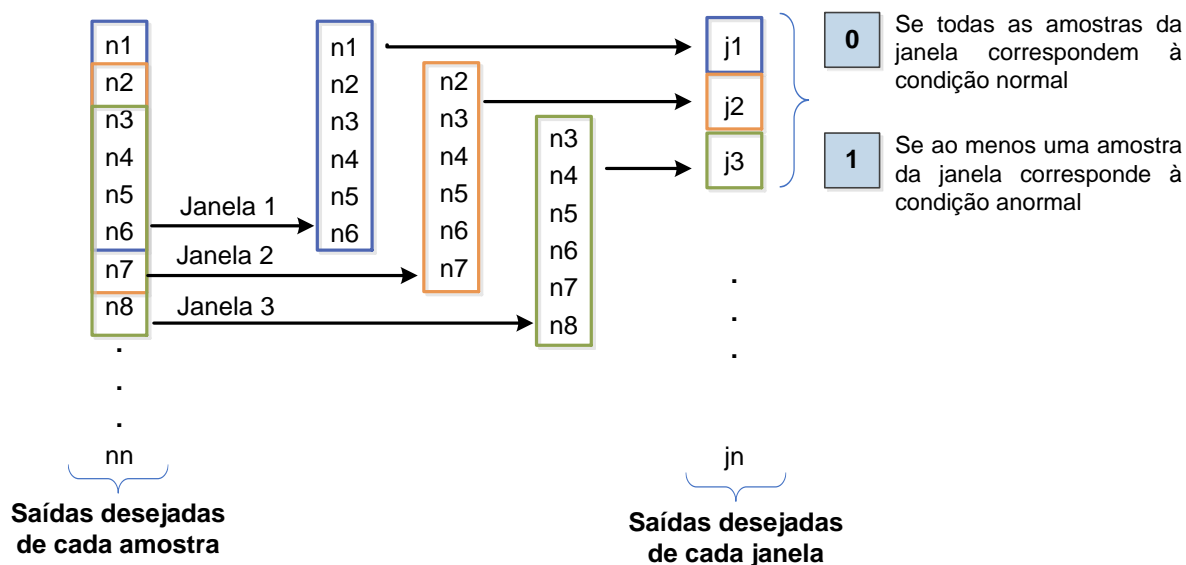 n1
n2
n3
n4
n5
n6
n7
n8
.
.
.
nn
Saídas desejadas
de cada amostra
Janela 1
Janela 2
Janela 3
n1
n2
n3
n4
n5
n6
n2
n3
n4
n5
n6
n7
n3
n4
n5
n6
n7
n8
j1
j2
j3
.
.
.
jn
Saídas desejadas
de cada janela
0
Se todas as amostras da
janela correspondem à
condição normal
1
Se ao menos uma amostra
da janela corresponde à
condição anormal